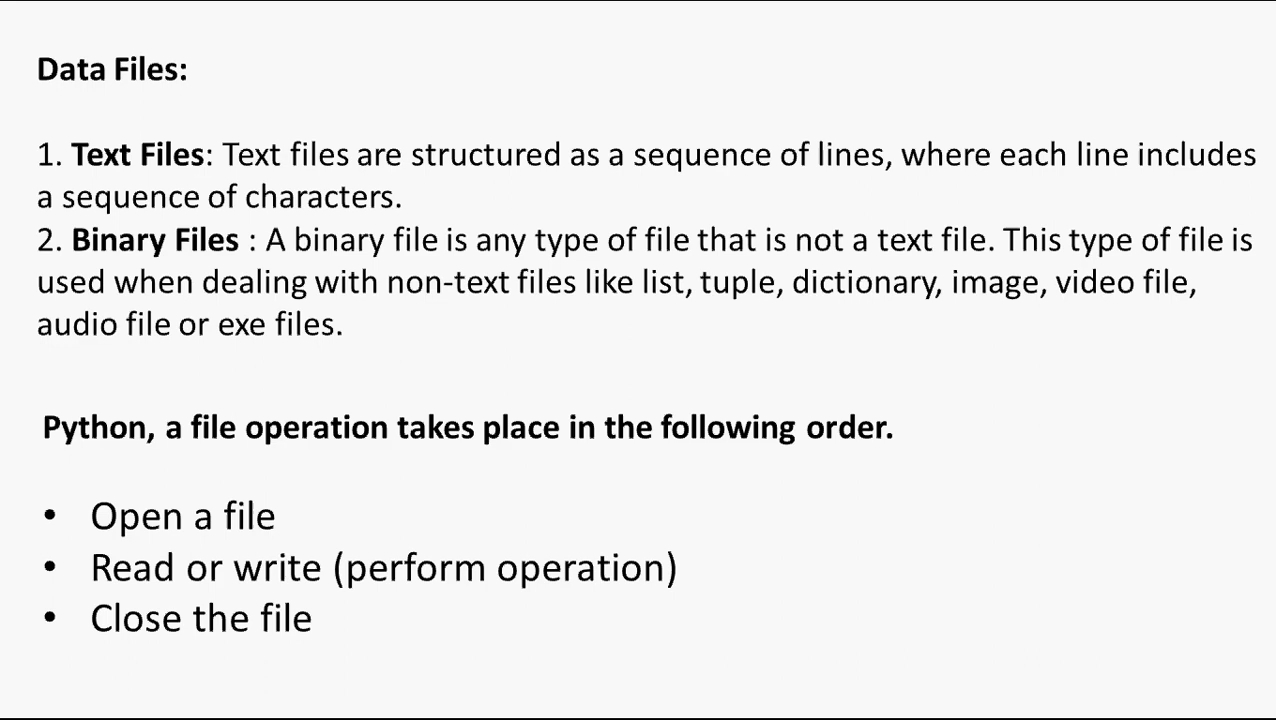 Data Files:
1. Text Files: Text files are structured as a sequence of lines, where each line includes
a sequence of characters.
2. Binary Files : A binary file is any type of file that is not a text file. This type of file is
used when dealing with non-text files like list, tuple, dictionary, image, video file,
audio file or exe files.
Python, a file operation takes place in the following order.
• Open a file
• Read or write (perform operation)
• Close the file